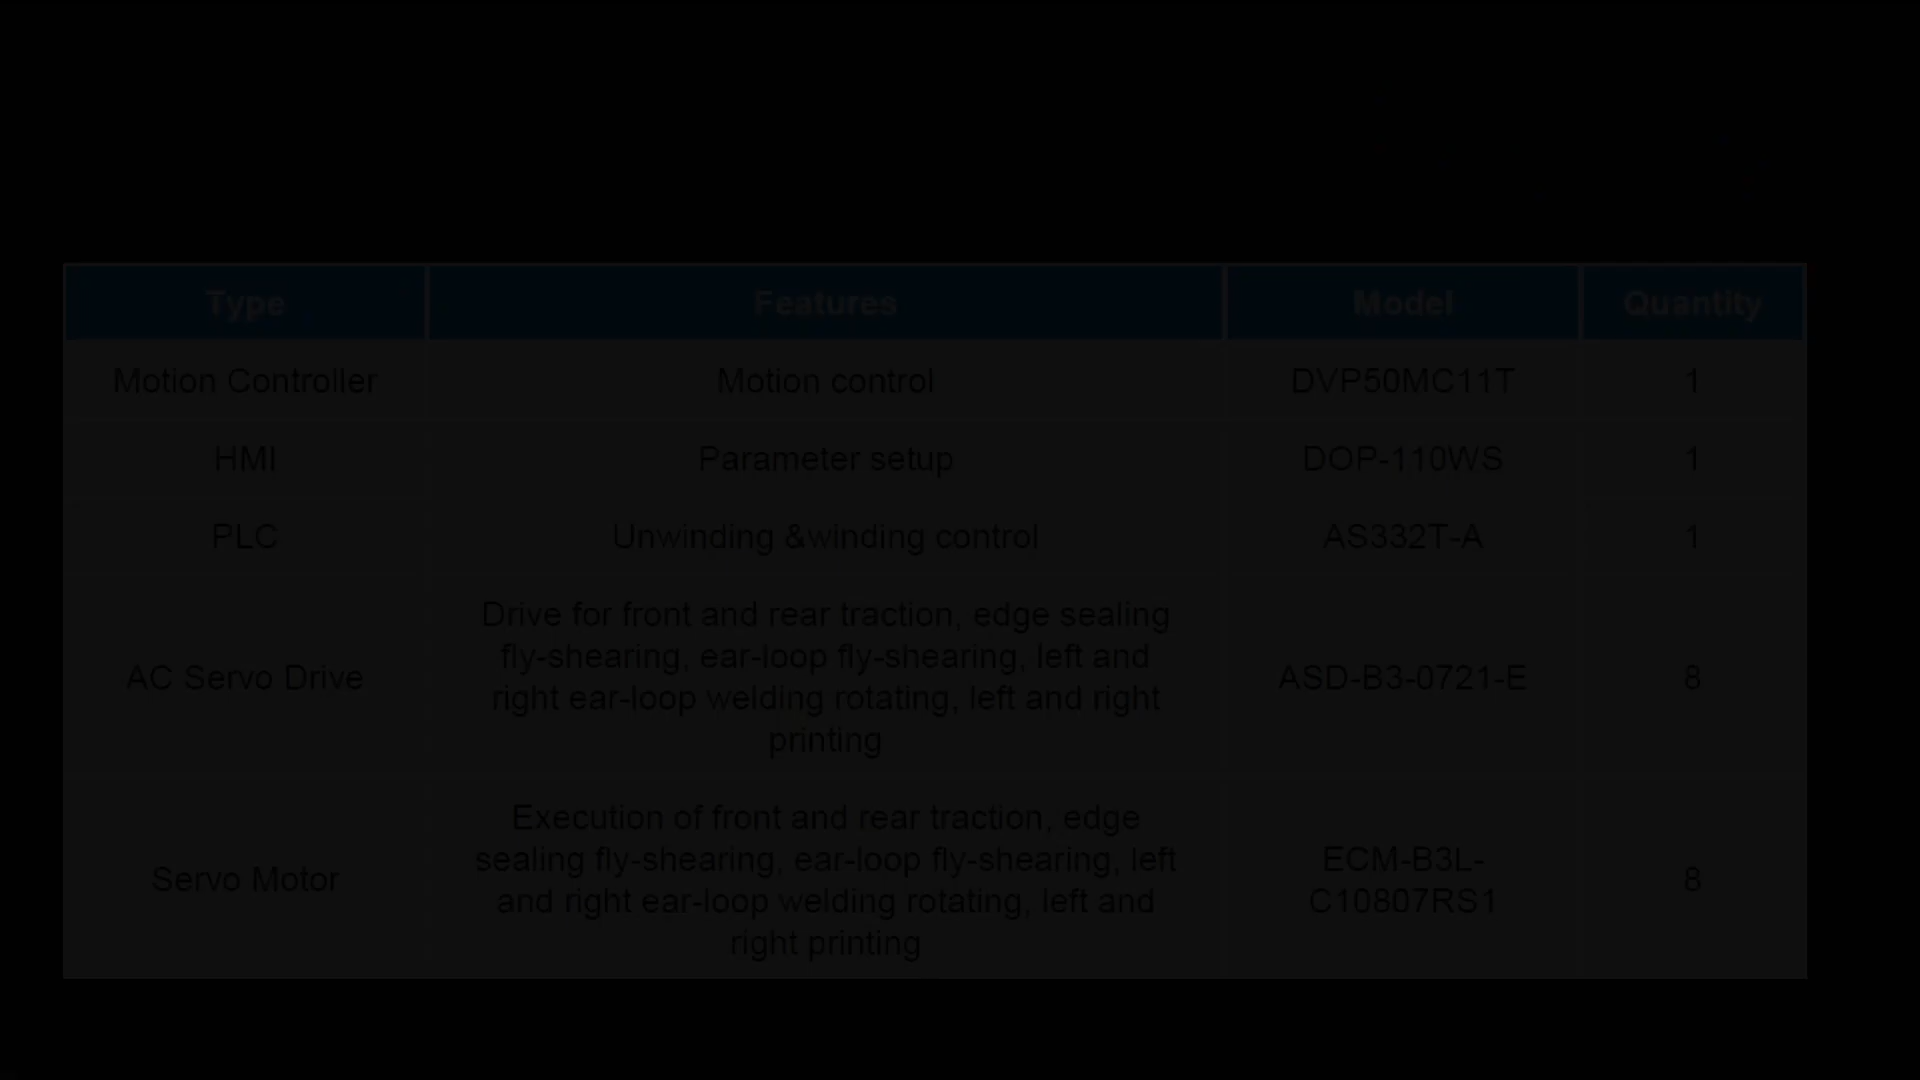 Type Features Model Quantity
Motion Controller Motion control DVP50MC11T 1
HMI Parameter setup DOP-110WS 1
PLC Unwinding &winding control AS332T-A 1
AC Servo Drive
Drive for front and rear traction, edge sealing
fly-shearing, ear-loop fly-shearing, left and
right ear-loop welding rotating, left and right
printing
ASD-B3-0721-E 8
Servo Motor
Execution of front and rear traction, edge
sealing fly-shearing, ear-loop fly-shearing, left
and right ear-loop welding rotating, left and
right printing
ECM-B3L-
C10807RS1
8